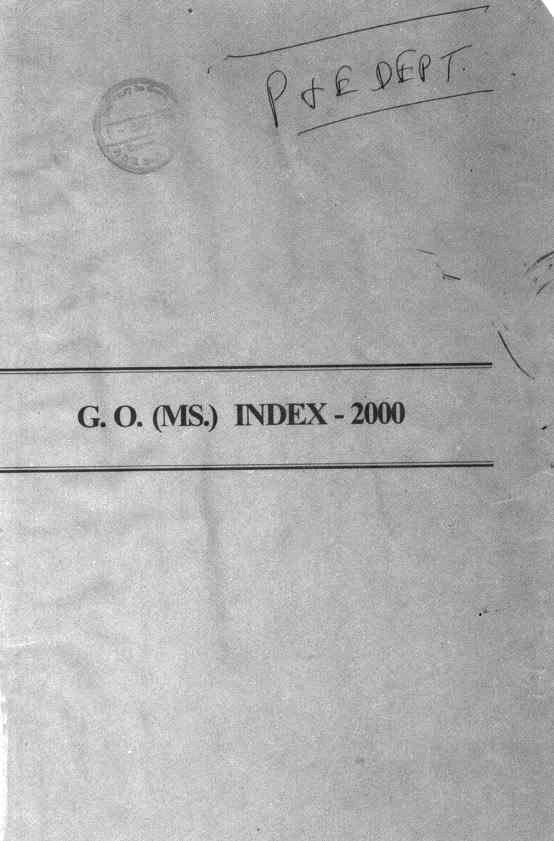 P & E DEPT.
G. O. (MS.) INDEX - 2000